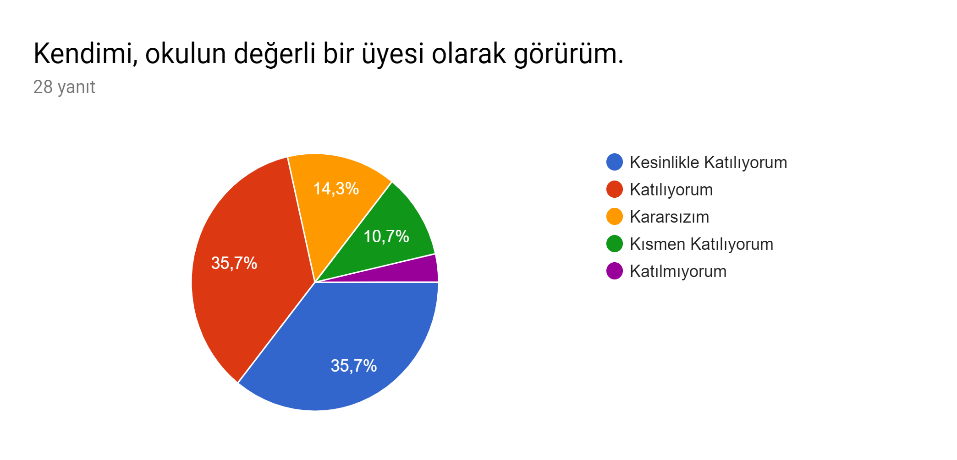 Kendimi, okulun değerli bir üyesi olarak görürüm.
28 yanıt
14,3%
10,7%
35,7%
35,7%
Kesinlikle Katılıyorum
Katılıyorum
Kararsızım
Kısmen Katılıyorum
Katılmıyorum